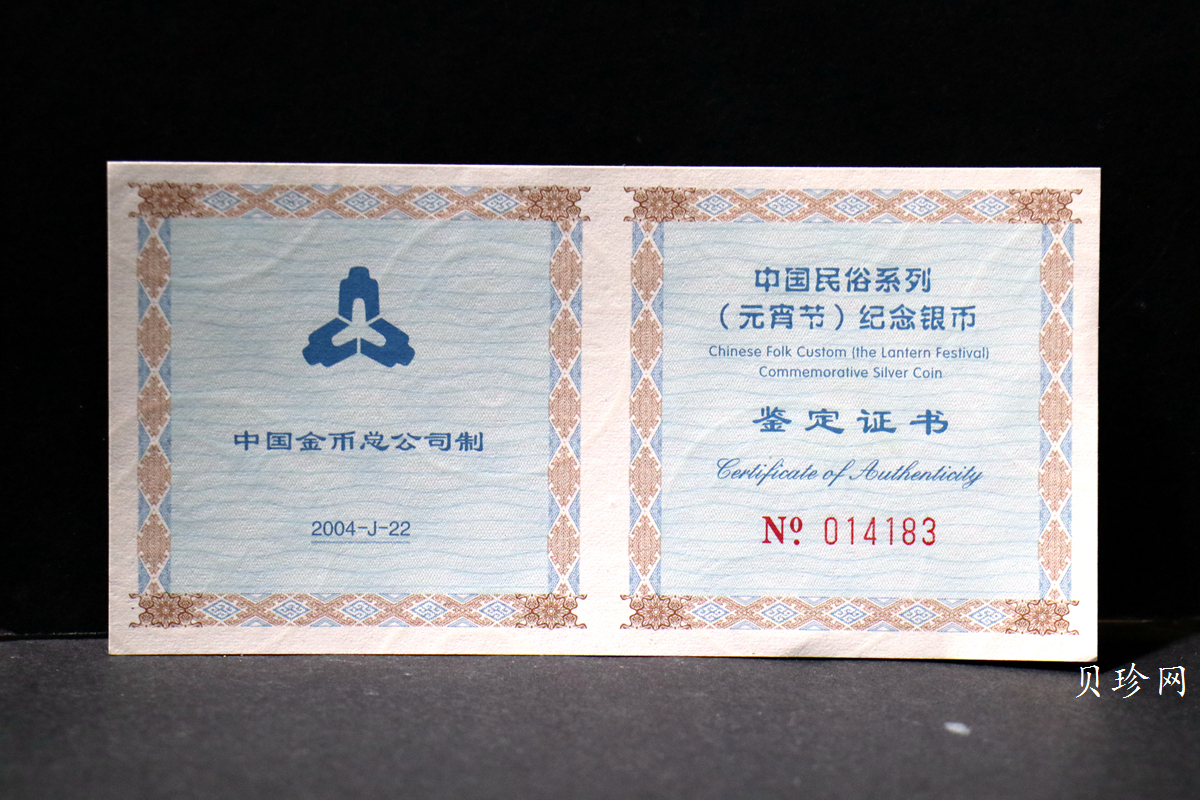 中国金币总公司制
2004-J-22
中国民俗系列
（元宵节）纪念银币
Chinese Folk Custom (the Lantern Festival)
Commemorative Silver Coin
鉴定证书
Certificate of Authenticity
Nº 014183
贝珍网